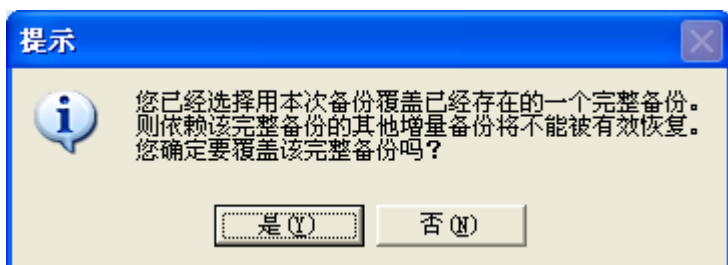 提示
您已经选择用本次备份覆盖已经存在的一个完整备份。
则依赖该完整备份的其他增量备份将不能被有效恢复。
您确定要覆盖该完整备份吗？
是(Y)
否(N)